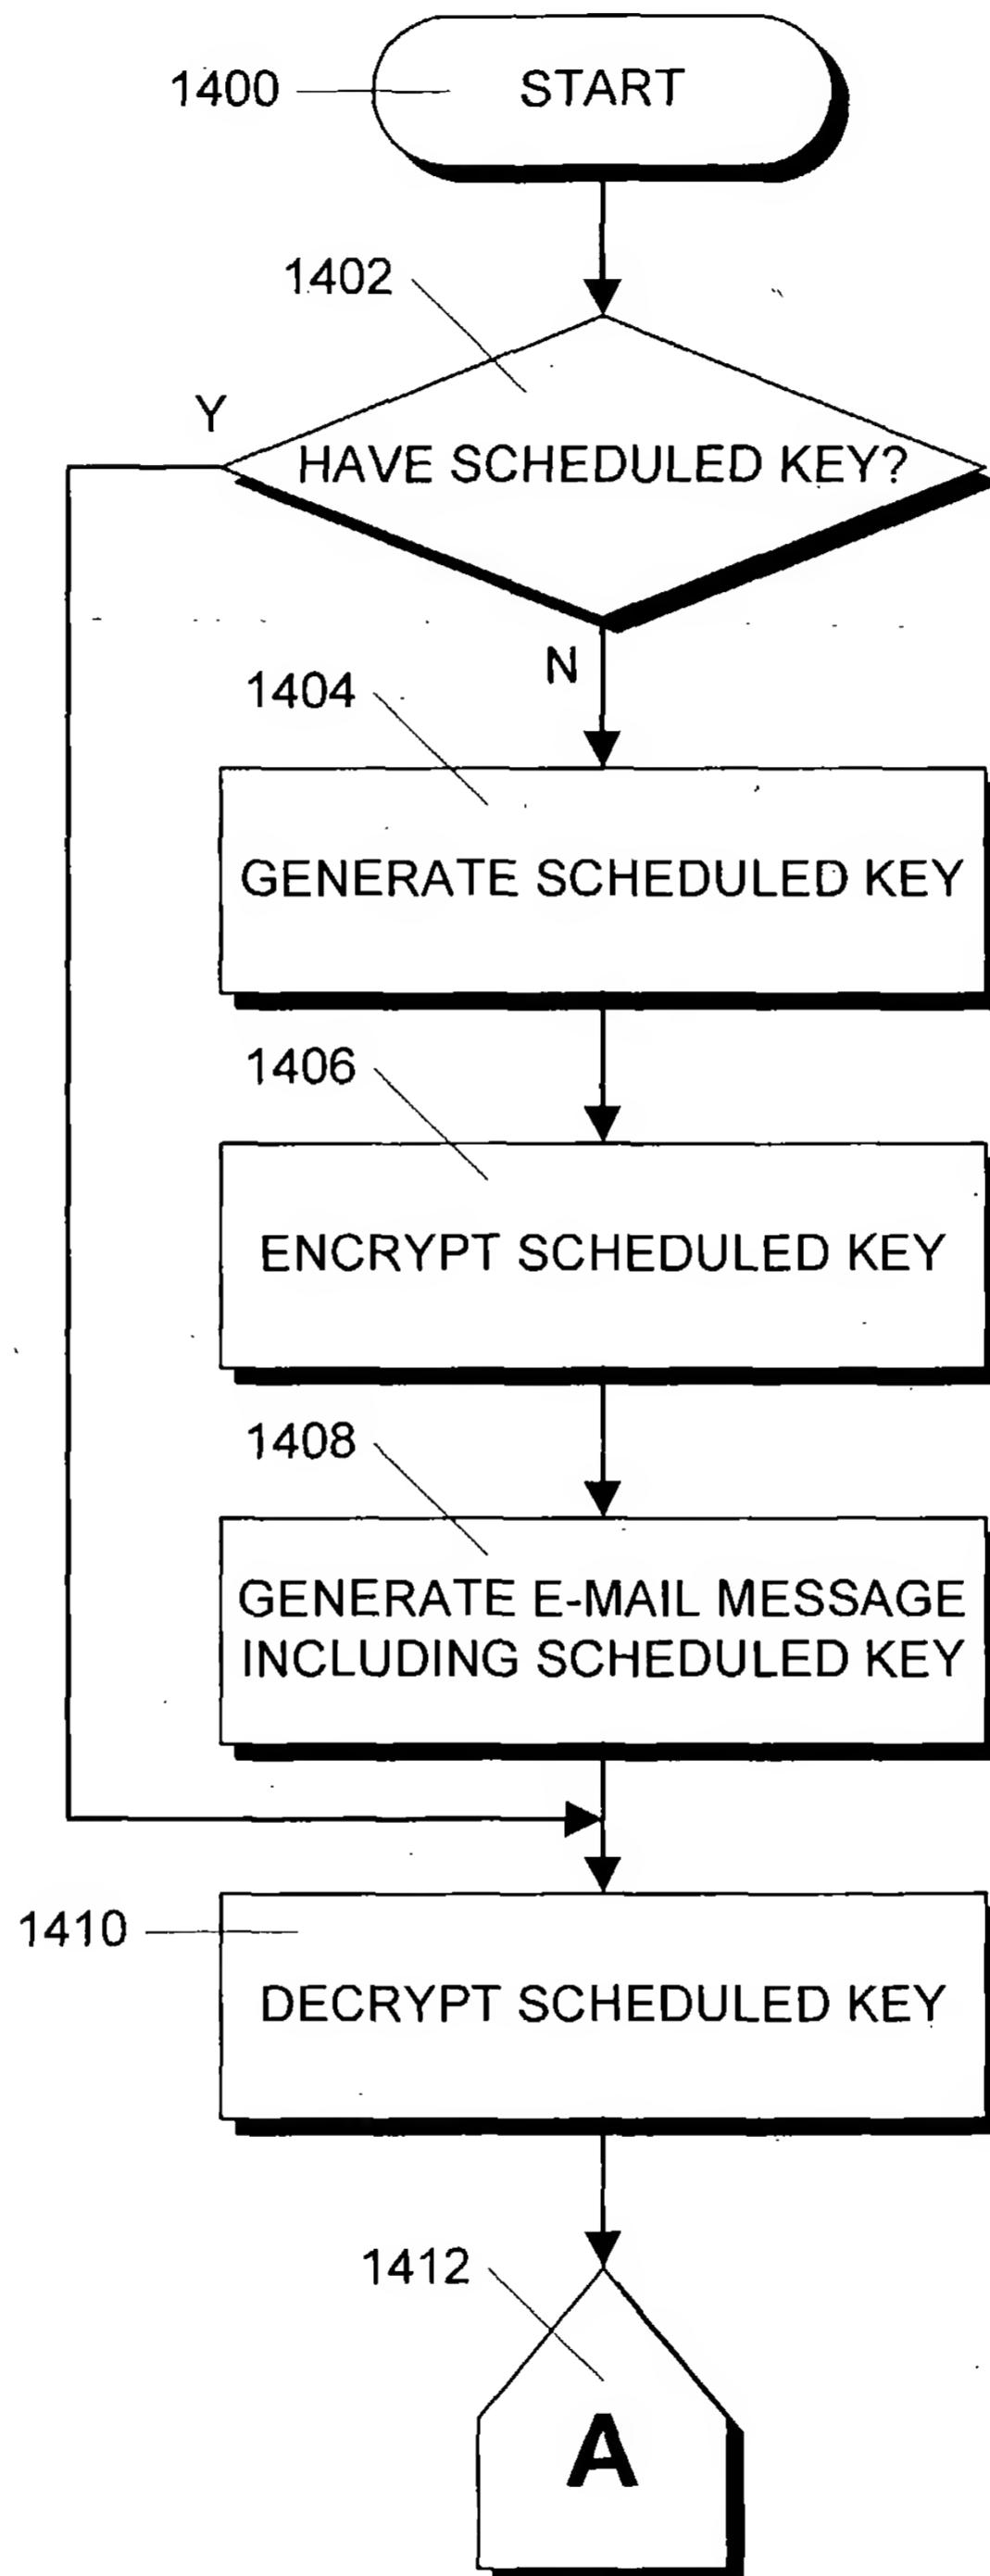 1400
START
1402
Y
HAVE SCHEDULED KEY?
N
1404
GENERATE SCHEDULED KEY
1406
ENCRYPT SCHEDULED KEY
1408
GENERATE E-MAIL MESSAGE
INCLUDING SCHEDULED KEY
1410
DECRYPT SCHEDULED KEY
1412
A